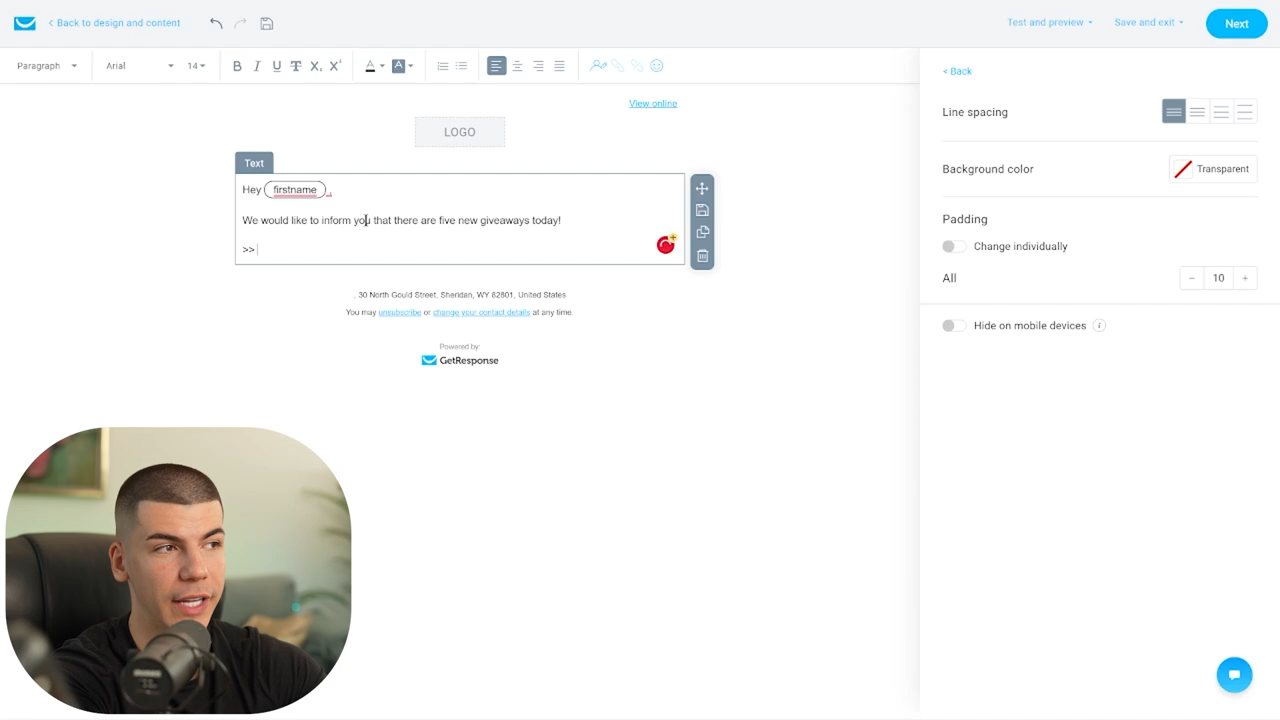 < Back to design and content
Test and preview
Save and exit
Next
Paragraph
Arial
14
B I U T X, X'
A A
< Back
View online
LOGO
Text
Hey firstname ,
We would like to inform you that there are five new giveaways today!
>>
, 30 North Gould Street, Sheridan, WY 82801, United States
You may unsubscribe or change your contact details at any time.
Powered by:
GetResponse
Line spacing
Background color
Transparent
Padding
Change individually
All
− 10 +
Hide on mobile devices i